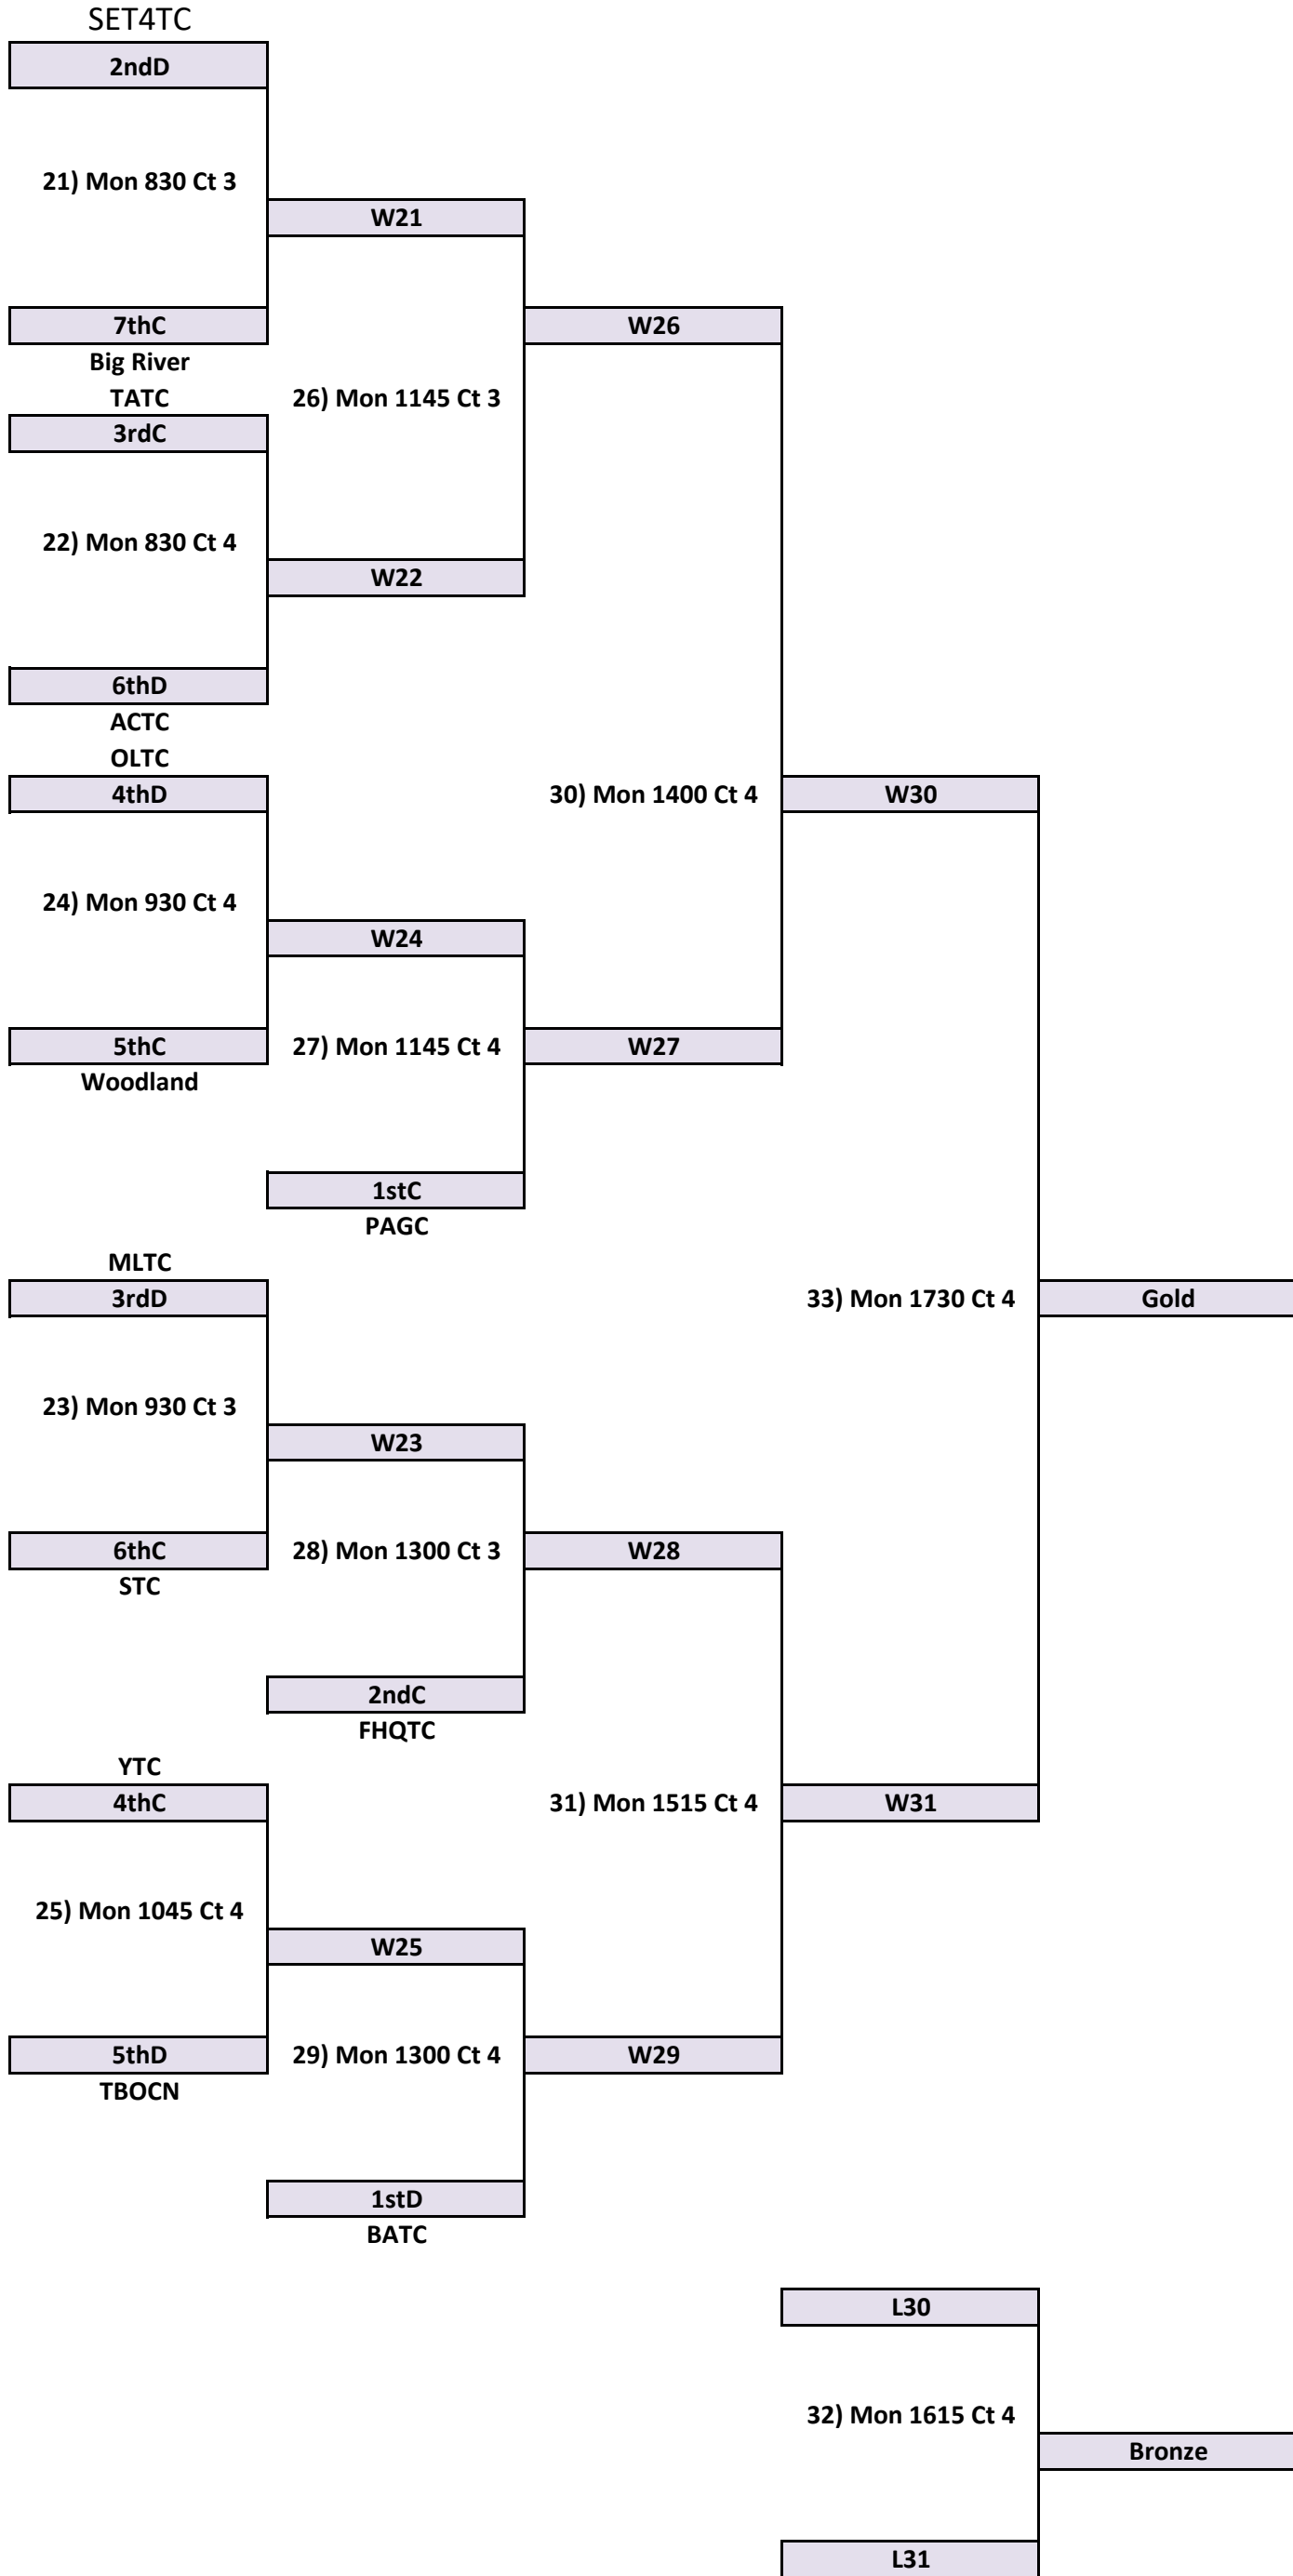 SET4TC
2ndD
21) Mon 830 Ct 3
W21
7thC
W26
Big River
TATC
26) Mon 1145 Ct 3
3rdC
22) Mon 830 Ct 4
W22
6thD
ACTC
OLTC
4thD
30) Mon 1400 Ct 4
W30
24) Mon 930 Ct 4
W24
5thC
27) Mon 1145 Ct 4
W27
Woodland
1stC
PAGC
MLTC
3rdD
33) Mon 1730 Ct 4
Gold
23) Mon 930 Ct 3
W23
6thC
28) Mon 1300 Ct 3
W28
STC
2ndC
FHQTC
YTC
4thC
31) Mon 1515 Ct 4
W31
25) Mon 1045 Ct 4
W25
5thD
29) Mon 1300 Ct 4
W29
TBOCN
1stD
BATC
L30
32) Mon 1615 Ct 4
Bronze
L31